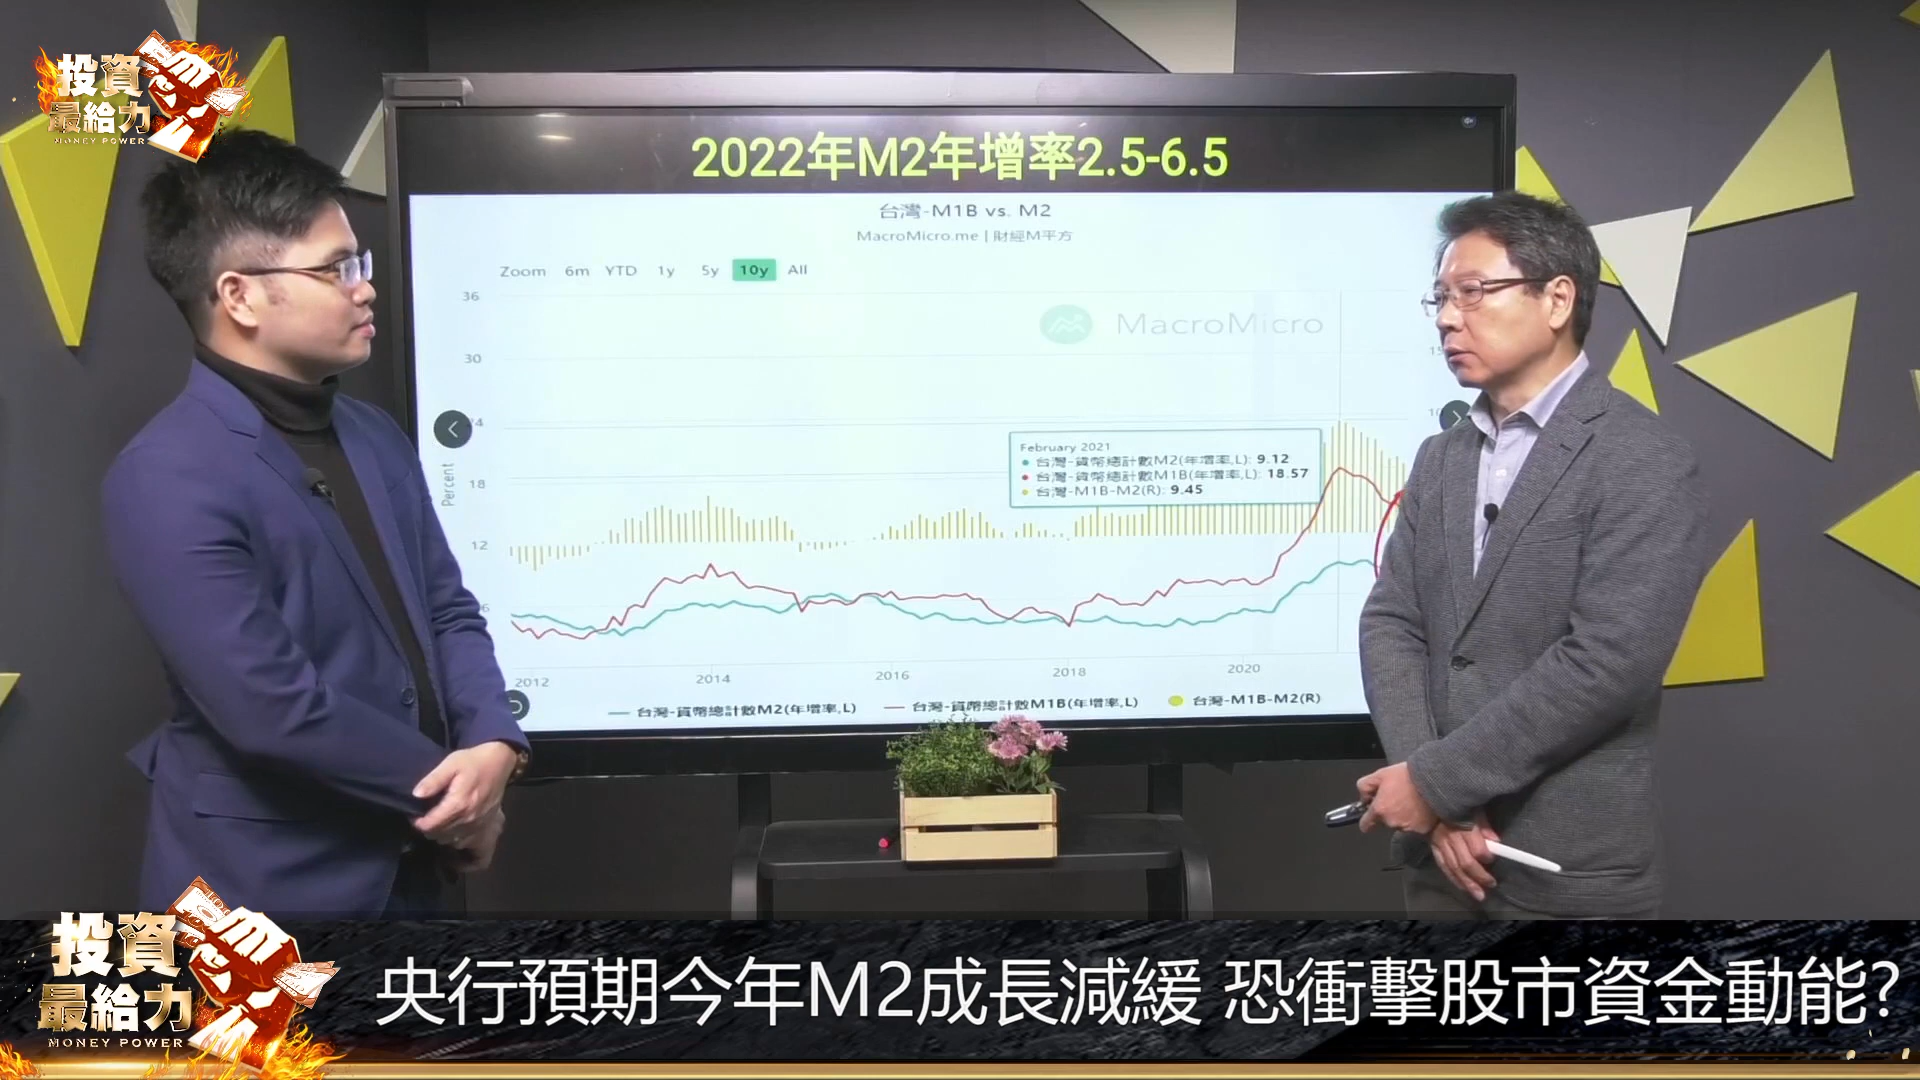 投資
最給力
MONEY POWER
2022年M2年增率2.5-6.5
台灣-M1B vs. M2
MacroMicro.me | 財經M平方
Zoom 6m YTD 1y 5y 10y All
MacroMicro
36
30
24
18
12
6
Percent
15
10
February 2021
台灣-貨幣總計數M2(年增率,L): 9.12
台灣-貨幣總計數M1B(年增率,L): 18.57
台灣-M1B-M2(R): 9.45
2012 2014 2016 2018 2020
台灣-貨幣總計數M2(年增率,L) 台灣-貨幣總計數M1B(年增率,L) 台灣-M1B-M2(R)
投資
最給力
MONEY POWER
央行預期今年M2成長減緩 恐衝擊股市資金動能?